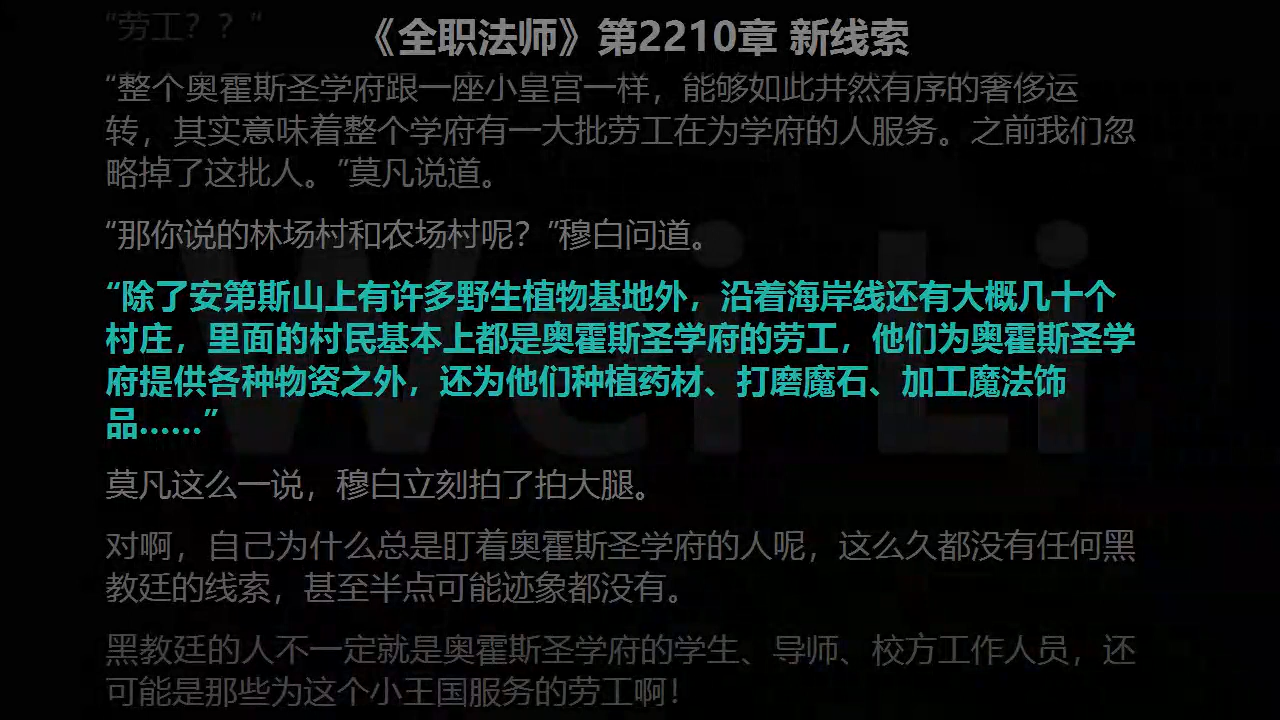 “劳工？？”
《全职法师》第2210章 新线索
“整个奥霍斯圣学府跟一座小皇宫一样，能够如此井然有序的奢侈运
转，其实意味着整个学府有一大批劳工在为学府的人服务。之前我们忽
略掉了这批人。”莫凡说道。
“那你说的林场村和农场村呢？”穆白问道。
“除了安第斯山上有许多野生植物基地外，沿着海岸线还有大概几十个
村庄，里面的村民基本上都是奥霍斯圣学府的劳工，他们为奥霍斯圣学
府提供各种物资之外，还为他们种植药材、打磨魔石、加工魔法饰
品……”
莫凡这么一说，穆白立刻拍了拍大腿。
对啊，自己为什么总是盯着奥霍斯圣学府的人呢，这么久都没有任何黑
教廷的线索，甚至半点可能迹象都没有。
黑教廷的人不一定就是奥霍斯圣学府的学生、导师、校方工作人员，还
可能是那些为这个小王国服务的劳工啊！
Wei Li